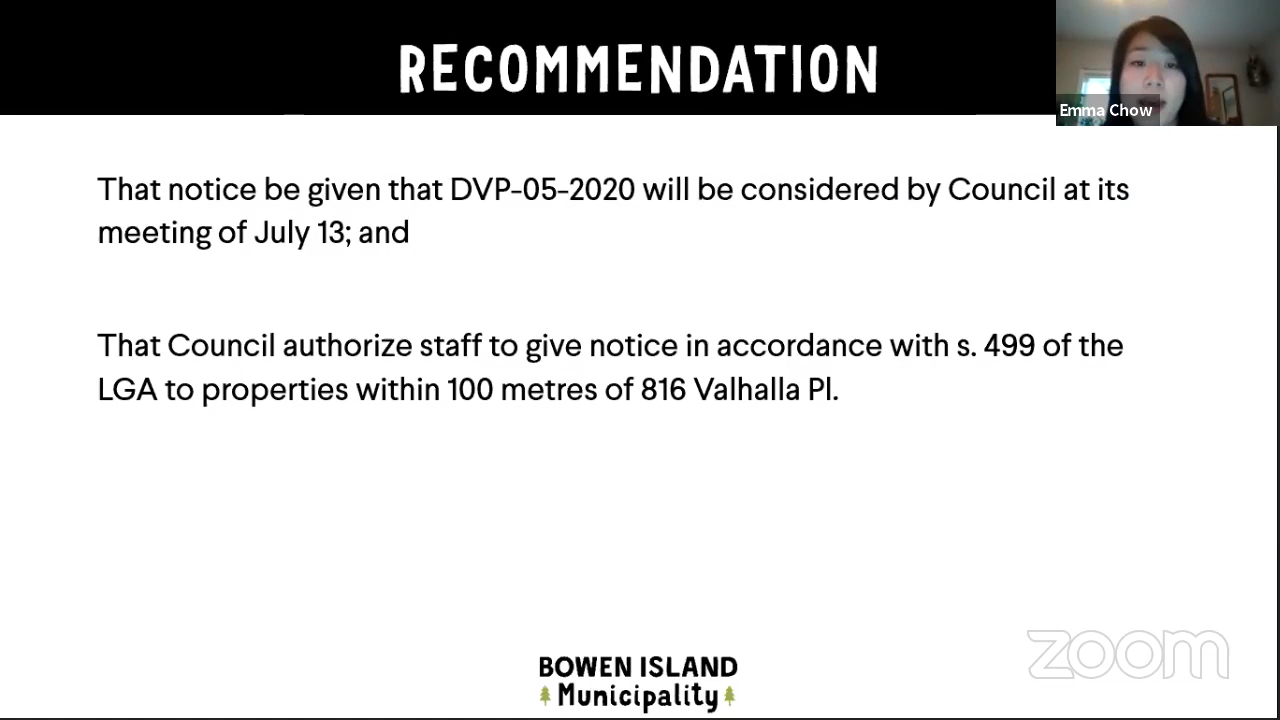 RECOMMENDATION
Emma Chow
That notice be given that DVP-05-2020 will be considered by Council at its
meeting of July 13; and
That Council authorize staff to give notice in accordance with s. 499 of the
LGA to properties within 100 metres of 816 Valhalla Pl.
zoom
BOWEN ISLAND
Municipality